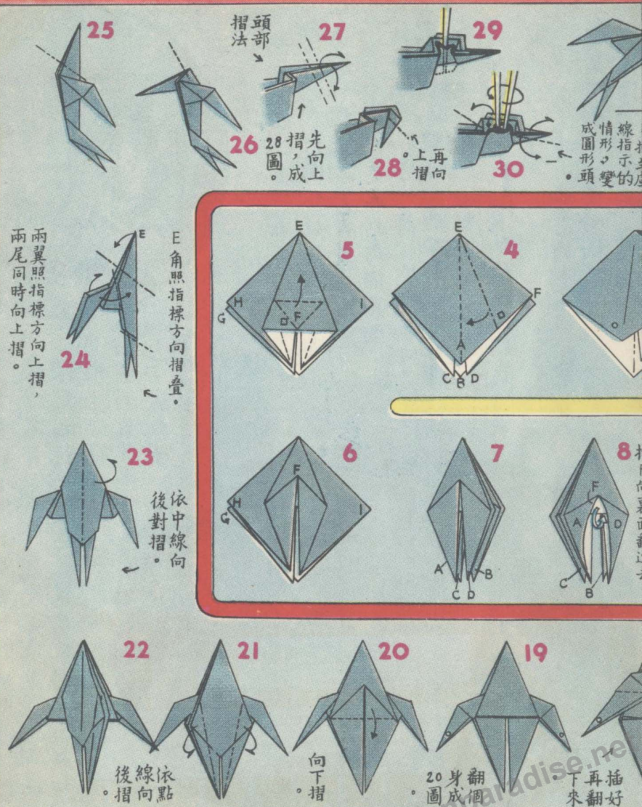 25
26
頭部
摺法
27
先向上
摺，成
28圖。
28
再向
上摺。
29
30
線指示的
情形，變
成圖形頭
。
兩翼照指標方向上摺，
兩尾同時向上摺。
24
E
E角照指標方向摺叠。
5
E
H
G
I
D
F
4
E
F
D
A
C
B
D
O
23
依中線向
後對摺。
6
F
H
G
I
7
A
B
C
D
8
F
A
D
C
B
22
依點
線向
後摺
。
21
20
向下摺
。
19
翻個
身成
20圖
。
插好
再翻
下來
paradise.ne